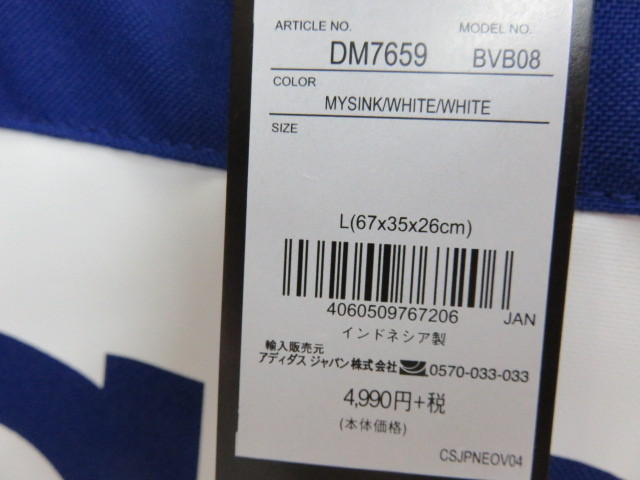 ARTICLE NO. MODEL NO.
DM7659 BVB08
COLOR
MYSINK/WHITE/WHITE
SIZE
L(67x35x26cm)
4060509767206 JAN
インドネシア製
輸入販売元
アディダス ジャパン株式会社 0570-033-033
4,990円+税
(本体価格)
CSJPNEOV04